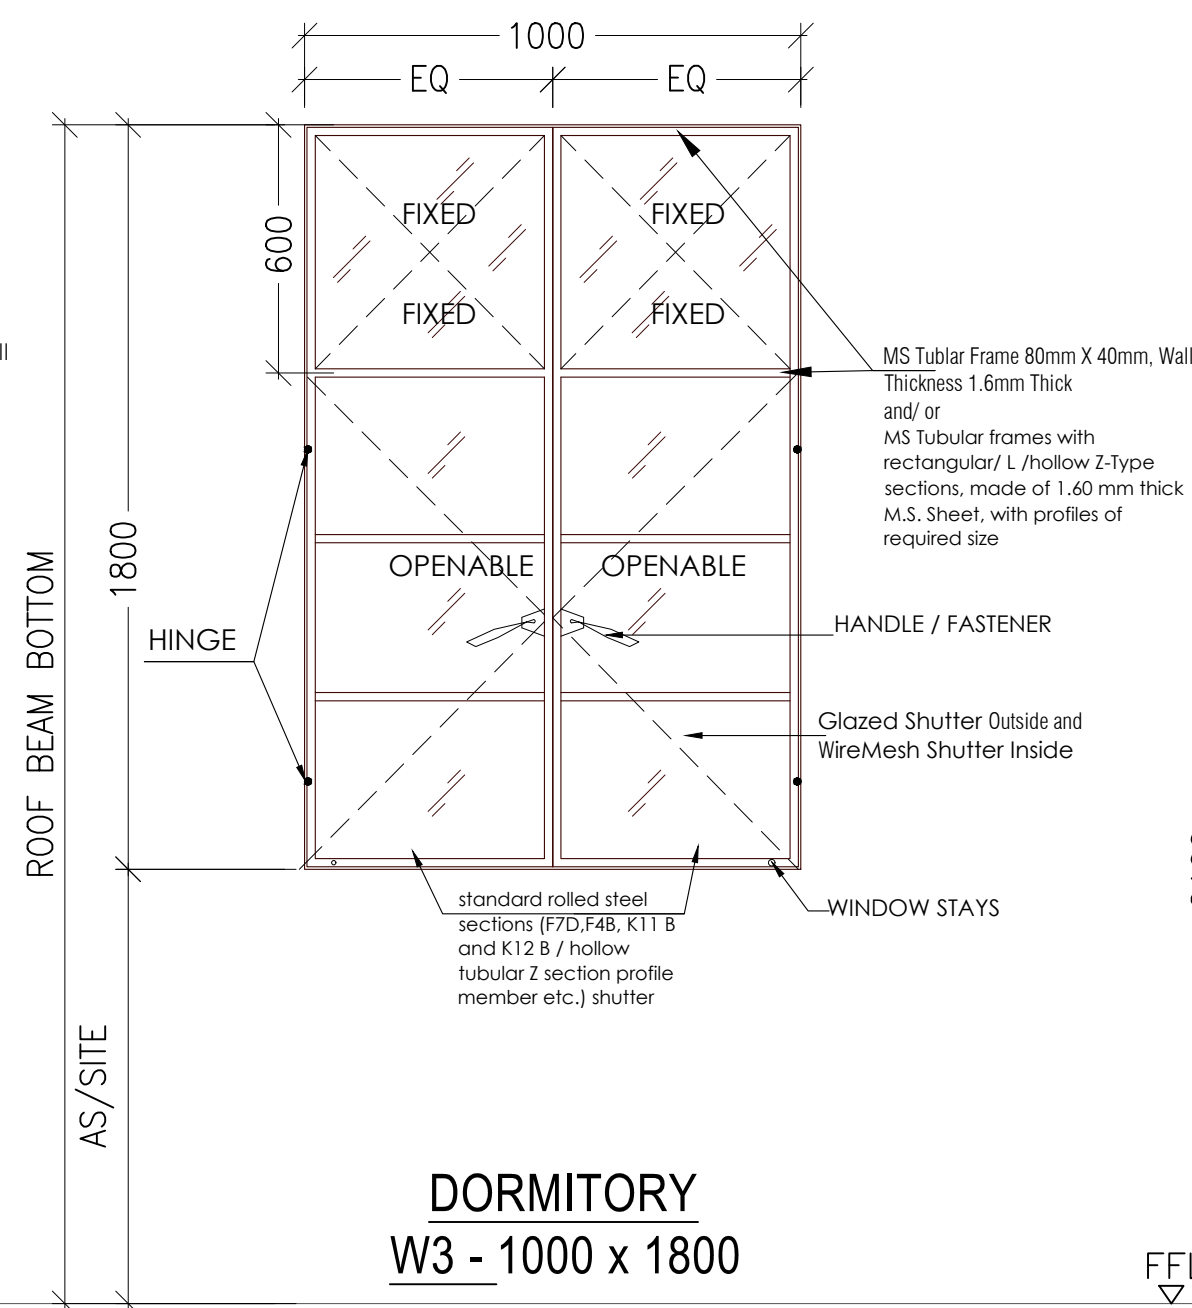 1000
EQ
EQ
600
FIXED
FIXED
FIXED
FIXED
ll
MS Tublar Frame 80mm X 40mm, Wall
Thickness 1.6mm Thick
and/ or
MS Tubular frames with
rectangular/ L /hollow Z-Type
sections, made of 1.60 mm thick
M.S. Sheet, with profiles of
required size
1800
ROOF BEAM BOTTOM
OPENABLE
OPENABLE
HINGE
HANDLE / FASTENER
Glazed Shutter Outside and
WireMesh Shutter Inside
standard rolled steel
sections (F7D,F4B, K11 B
and K12 B / hollow
tubular Z section profile
member etc.) shutter
WINDOW STAYS
AS/SITE
DORMITORY
W3 - 1000 x 1800
FFL